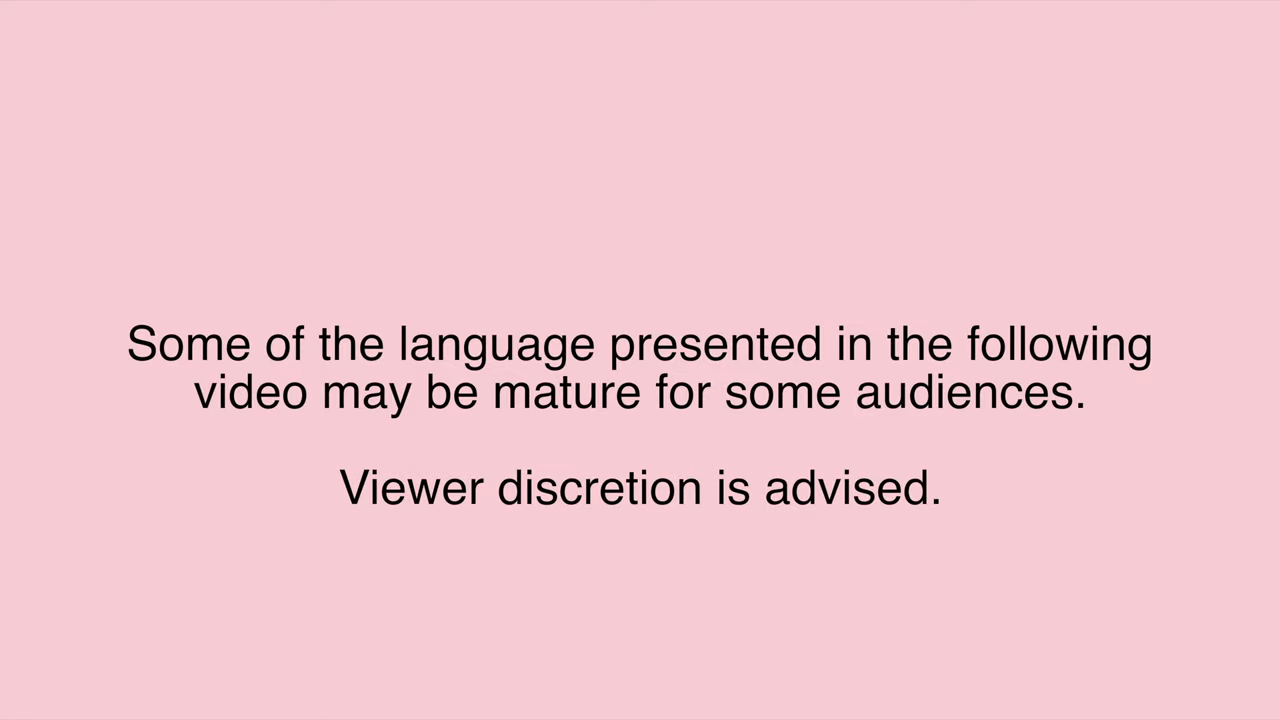 Some of the language presented in the following
video may be mature for some audiences.
Viewer discretion is advised.